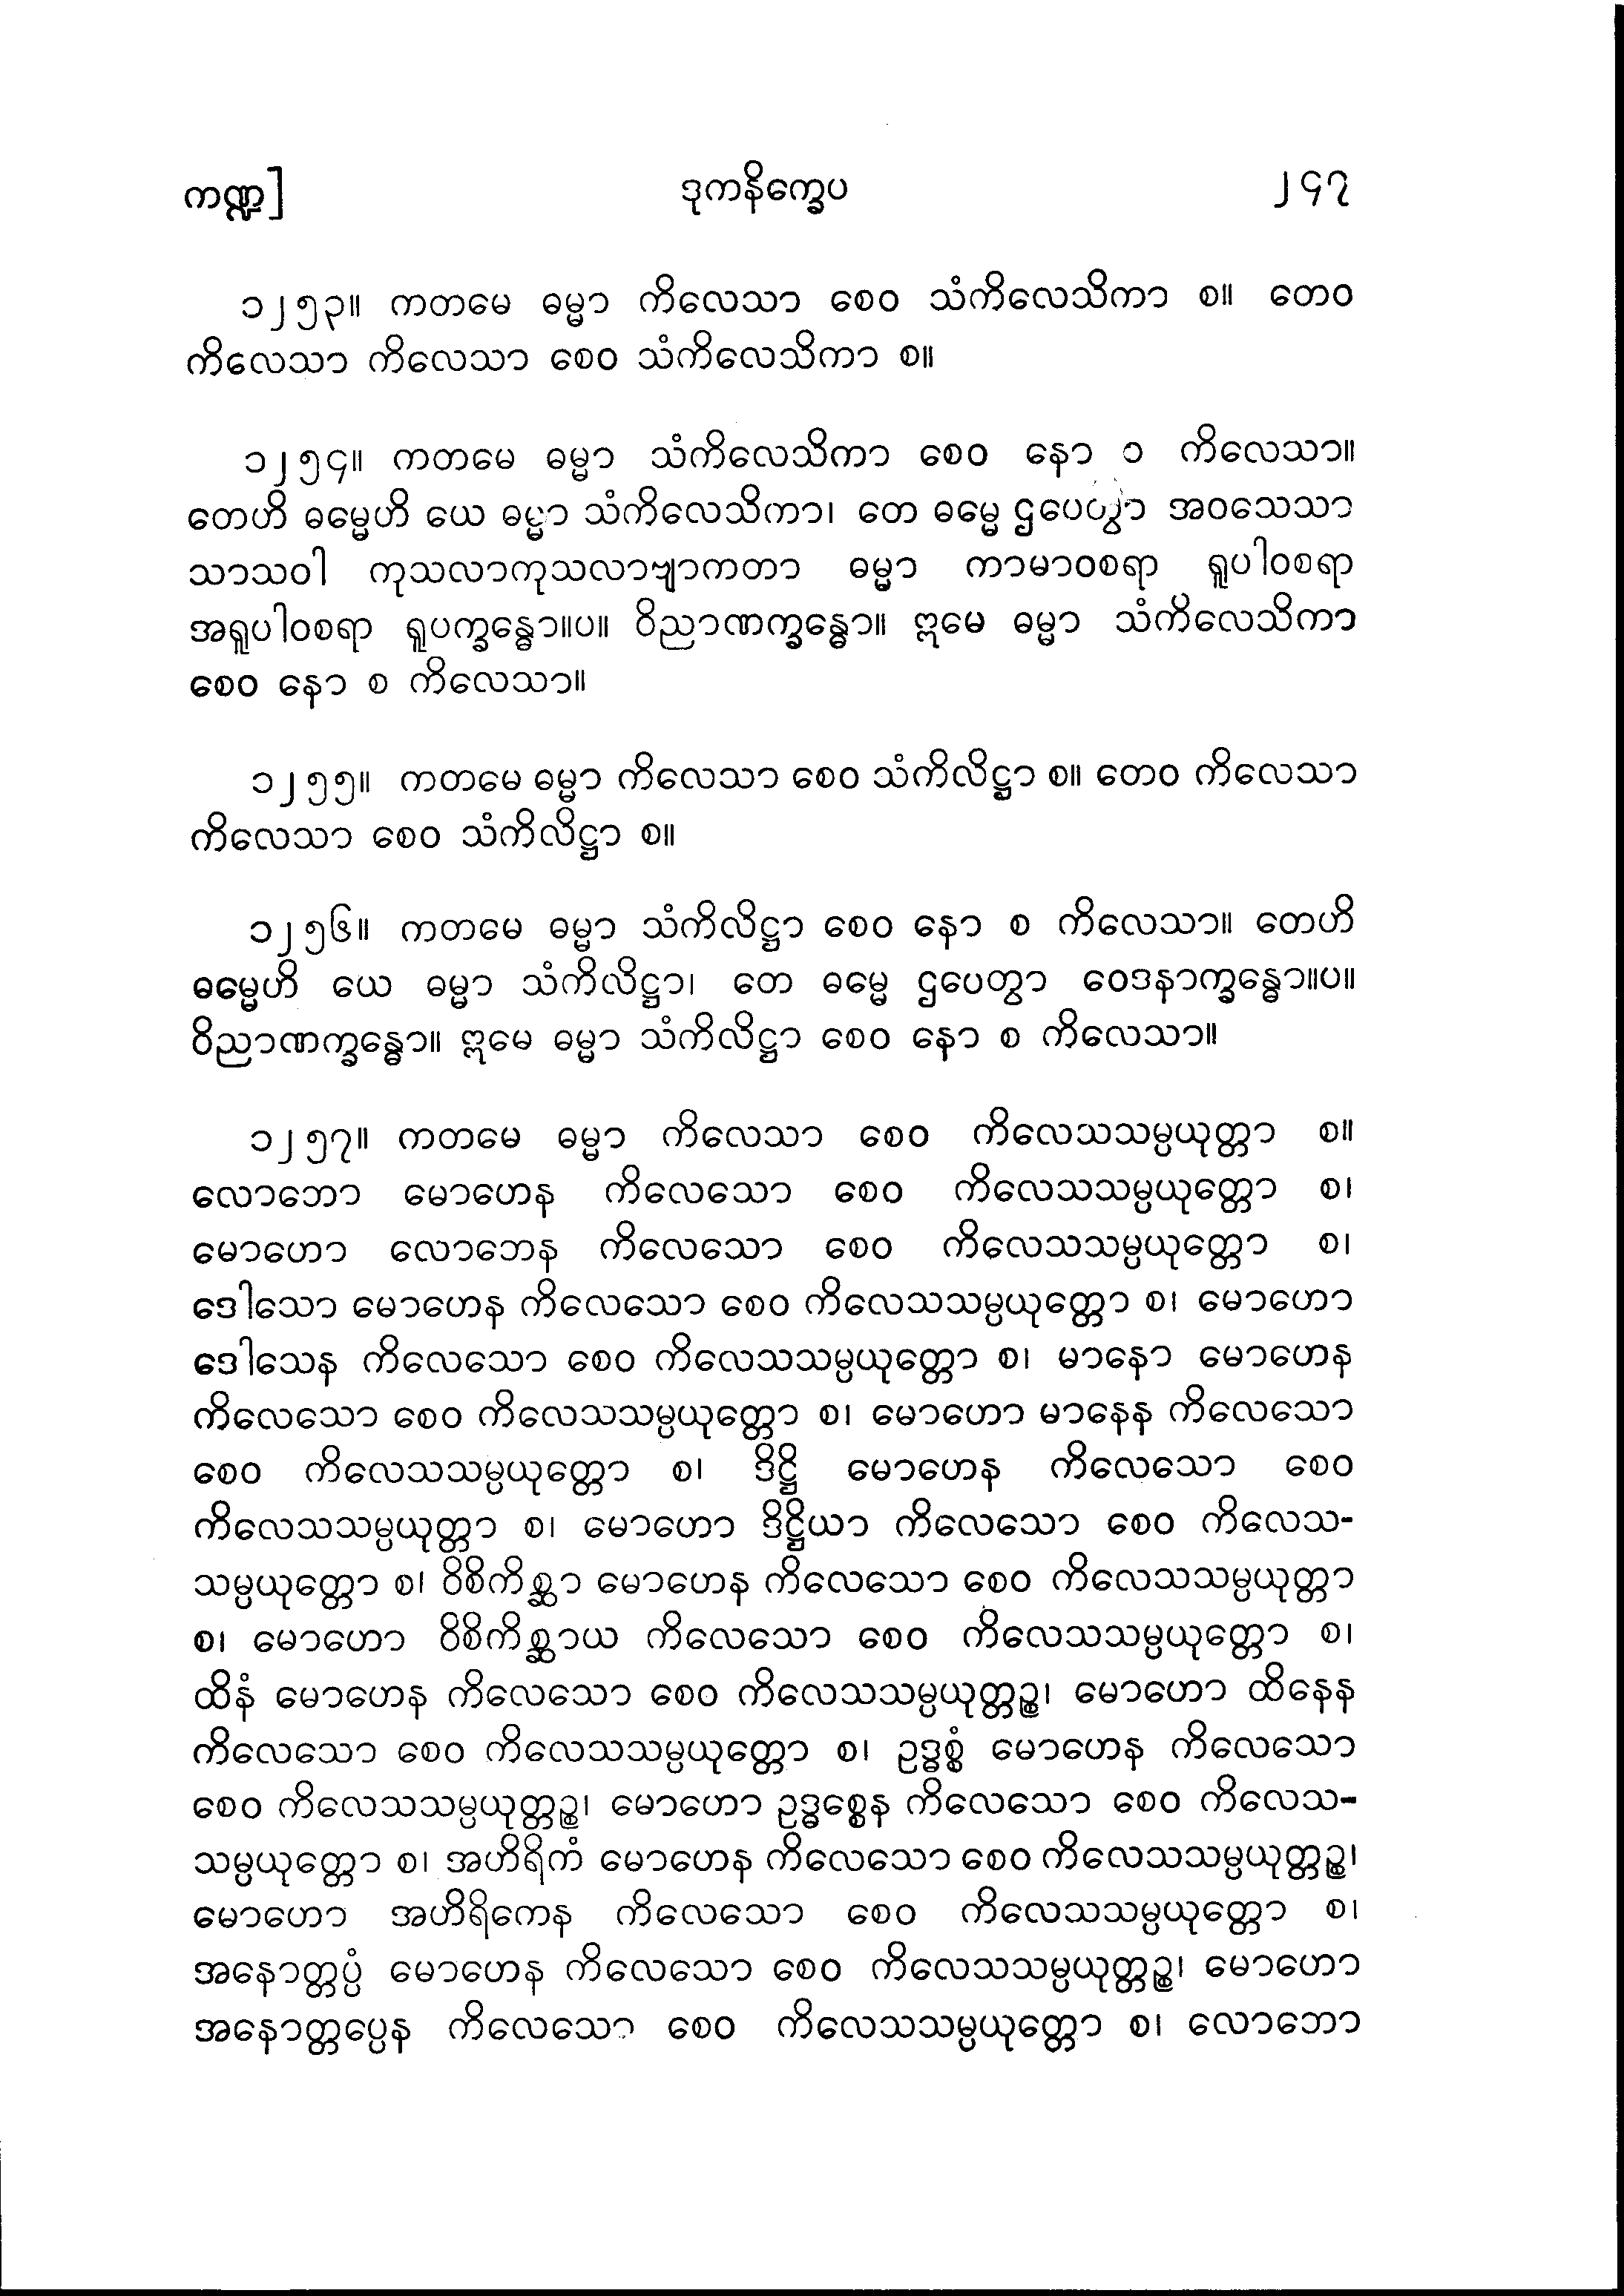 ကဏ္ဍ] ဒုကနိက္ခေပ ၂၄၇
၁၂၅၃။ ကတမေ ဓမ္မာ ကိလေသာ စေဝ သံကိလေသိကာ စ။ တေဝ
ကိလေသာ ကိလေသာ စေဝ သံကိလေသိကာ စ။
၁၂၅၄။ ကတမေ ဓမ္မာ သံကိလေသိကာ စေဝ နော ၁ ကိလေသာ။
တေဟိ ဓမ္မေဟိ ယေ ဓမ္မာ သံကိလေသိကာ၊ တေ ဓမ္မေ ဌပေတွာ အဝသေသာ
သာသဝါ ကုသလာကုသလာဗျာကတာ ဓမ္မာ ကာမာဝစရာ ရူပါဝစရာ
အရူပါဝစရာ ရူပက္ခန္ဓော။ပ။ ဝိညာဏက္ခန္ဓော။ ဣမေ ဓမ္မာ သံကိလေသိကာ
စေဝ နော စ ကိလေသာ။
၁၂၅၅။ ကတမေ ဓမ္မာ ကိလေသာ စေဝ သံကိလိဋ္ဌာ စ။ တေဝ ကိလေသာ
ကိလေသာ စေဝ သံကိလိဋ္ဌာ စ။
၁၂၅၆။ ကတမေ ဓမ္မာ သံကိလိဋ္ဌာ စေဝ နော စ ကိလေသာ။ တေဟိ
ဓမ္မေဟိ ယေ ဓမ္မာ သံကိလိဋ္ဌာ၊ တေ ဓမ္မေ ဌပေတွာ ဝေဒနာက္ခန္ဓော။ပ။
ဝိညာဏက္ခန္ဓော။ ဣမေ ဓမ္မာ သံကိလိဋ္ဌာ စေဝ နော စ ကိလေသာ။
၁၂၅၇။ ကတမေ ဓမ္မာ ကိလေသာ စေဝ ကိလေသသမ္ပယုတ္တာ စ။
လောဘော မောဟေန ကိလေသော စေဝ ကိလေသသမ္ပယုတ္တော စ၊
မောဟော လောဘေန ကိလေသော စေဝ ကိလေသသမ္ပယုတ္တော စ၊
ဒေါသော မောဟေန ကိလေသော စေဝ ကိလေသသမ္ပယုတ္တော စ၊ မောဟော
ဒေါသေန ကိလေသော စေဝ ကိလေသသမ္ပယုတ္တော စ၊ မာနော မောဟေန
ကိလေသော စေဝ ကိလေသသမ္ပယုတ္တော စ၊ မောဟော မာနေန ကိလေသော
စေဝ ကိလေသသမ္ပယုတ္တော စ၊ ဒိဋ္ဌိ မောဟေန ကိလေသော စေဝ
ကိလေသသမ္ပယုတ္တာ စ၊ မောဟော ဒိဋ္ဌိယာ ကိလေသော စေဝ ကိလေသ-
သမ္ပယုတ္တော စ၊ ဝိစိကိစ္ဆာ မောဟေန ကိလေသော စေဝ ကိလေသသမ္ပယုတ္တာ
စ၊ မောဟော ဝိစိကိစ္ဆာယ ကိလေသော စေဝ ကိလေသသမ္ပယုတ္တော စ၊
ထိနံ မောဟေန ကိလေသော စေဝ ကိလေသသမ္ပယုတ္တဉ္စ၊ မောဟော ထိနေန
ကိလေသော စေဝ ကိလေသသမ္ပယုတ္တော စ၊ ဥဒ္ဓစ္စံ မောဟေန ကိလေသော
စေဝ ကိလေသသမ္ပယုတ္တဉ္စ၊ မောဟော ဥဒ္ဓစ္စေန ကိလေသော စေဝ ကိလေသ-
သမ္ပယုတ္တော စ၊ အဟိရိကံ မောဟေန ကိလေသော စေဝ ကိလေသသမ္ပယုတ္တဉ္စ၊
မောဟော အဟိရိကေန ကိလေသော စေဝ ကိလေသသမ္ပယုတ္တော စ၊
အနောတ္တပ္ပံ မောဟေန ကိလေသော စေဝ ကိလေသသမ္ပယုတ္တဉ္စ၊ မောဟော
အနောတ္တပ္ပေန ကိလေသော စေဝ ကိလေသသမ္ပယုတ္တော စ၊ လောဘော